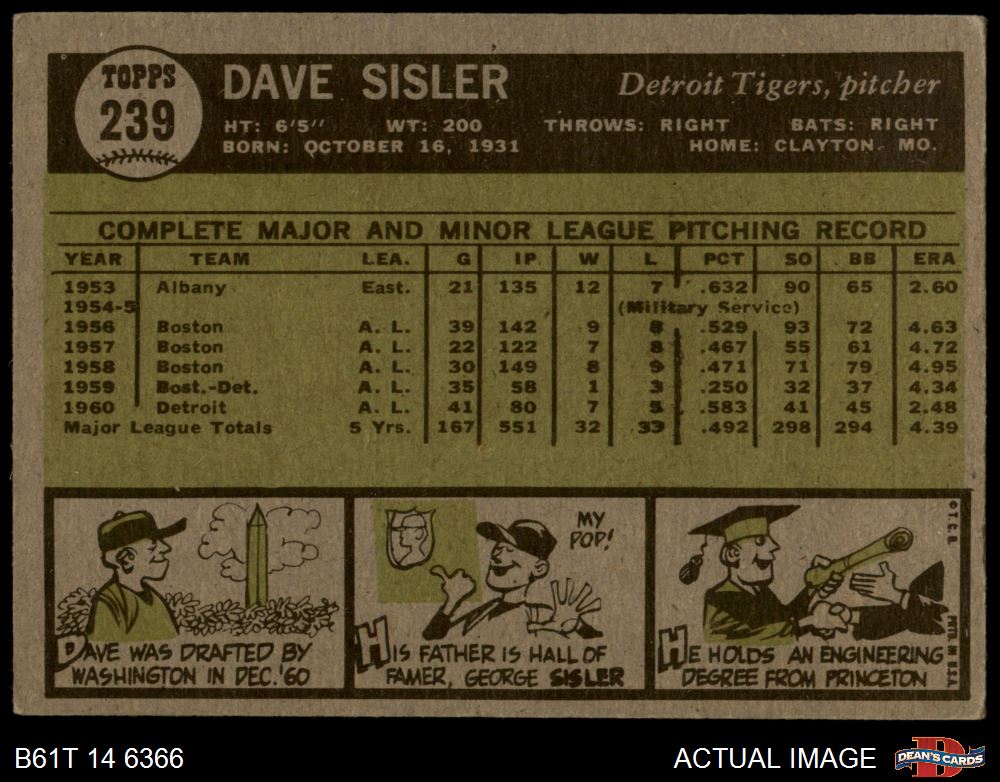 TOPPS
239
DAVE SISLER
Detroit Tigers, pitcher
HT: 6'5" WT: 200 THROWS: RIGHT BATS: RIGHT
BORN: OCTOBER 16, 1931 HOME: CLAYTON. MO.
COMPLETE MAJOR AND MINOR LEAGUE PITCHING RECORD
YEAR TEAM LEA. G IP W L PCT SO BB ERA
1953 Albany East. 21 135 12 7 .632 90 65 2.60
1954-5 (Military Service)
1956 Boston A. L. 39 142 9 8 .529 93 72 4.63
1957 Boston A. L. 22 122 7 8 .467 55 61 4.72
1958 Boston A. L. 30 149 8 9 .471 71 79 4.95
1959 Bost.-Det. A. L. 35 58 1 3 .250 32 37 4.34
1960 Detroit A. L. 41 80 7 5 .583 41 45 2.48
Major League Totals 5 Yrs. 167 551 32 33 .492 298 294 4.39
DAVE WAS DRAFTED BY
WASHINGTON IN DEC. '60
MY
POP!
HIS FATHER IS HALL OF
FAMER, GEORGE SISLER
HE HOLDS AN ENGINEERING
DEGREE FROM PRINCETON
© T. C. G.
PRTD. IN U.S.A.
B61T 14 6366
ACTUAL IMAGE
D
DEAN'S CARDS